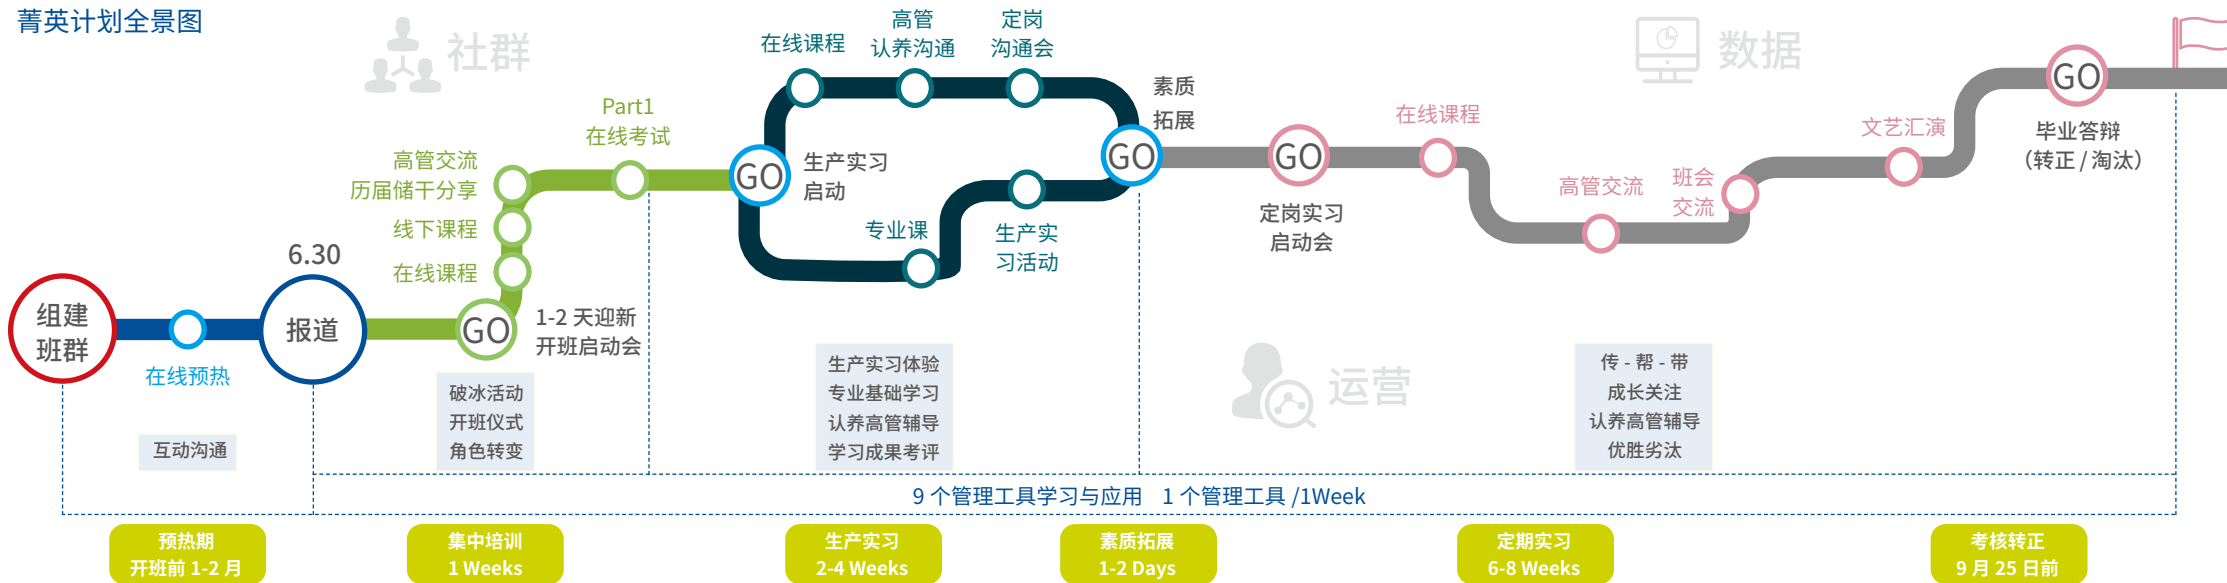 菁英计划全景图
社群
数据
运营
组建
班群
在线预热
6.30
报道
互动沟通
GO
1-2 天迎新
开班启动会
破冰活动
开班仪式
角色转变
在线课程
线下课程
高管交流
历届储干分享
Part1
在线考试
GO
生产实习
启动
在线课程
高管
认养沟通
定岗
沟通会
专业课
生产实
习活动
生产实习体验
专业基础学习
认养高管辅导
学习成果考评
GO
素质
拓展
GO
定岗实习
启动会
在线课程
高管交流
班会
交流
文艺汇演
传 - 帮 - 带
成长关注
认养高管辅导
优胜劣汰
GO
毕业答辩
（转正 / 淘汰）
9 个管理工具学习与应用 1 个管理工具 /1Week
预热期
开班前 1-2 月
集中培训
1 Weeks
生产实习
2-4 Weeks
素质拓展
1-2 Days
定期实习
6-8 Weeks
考核转正
9 月 25 日前